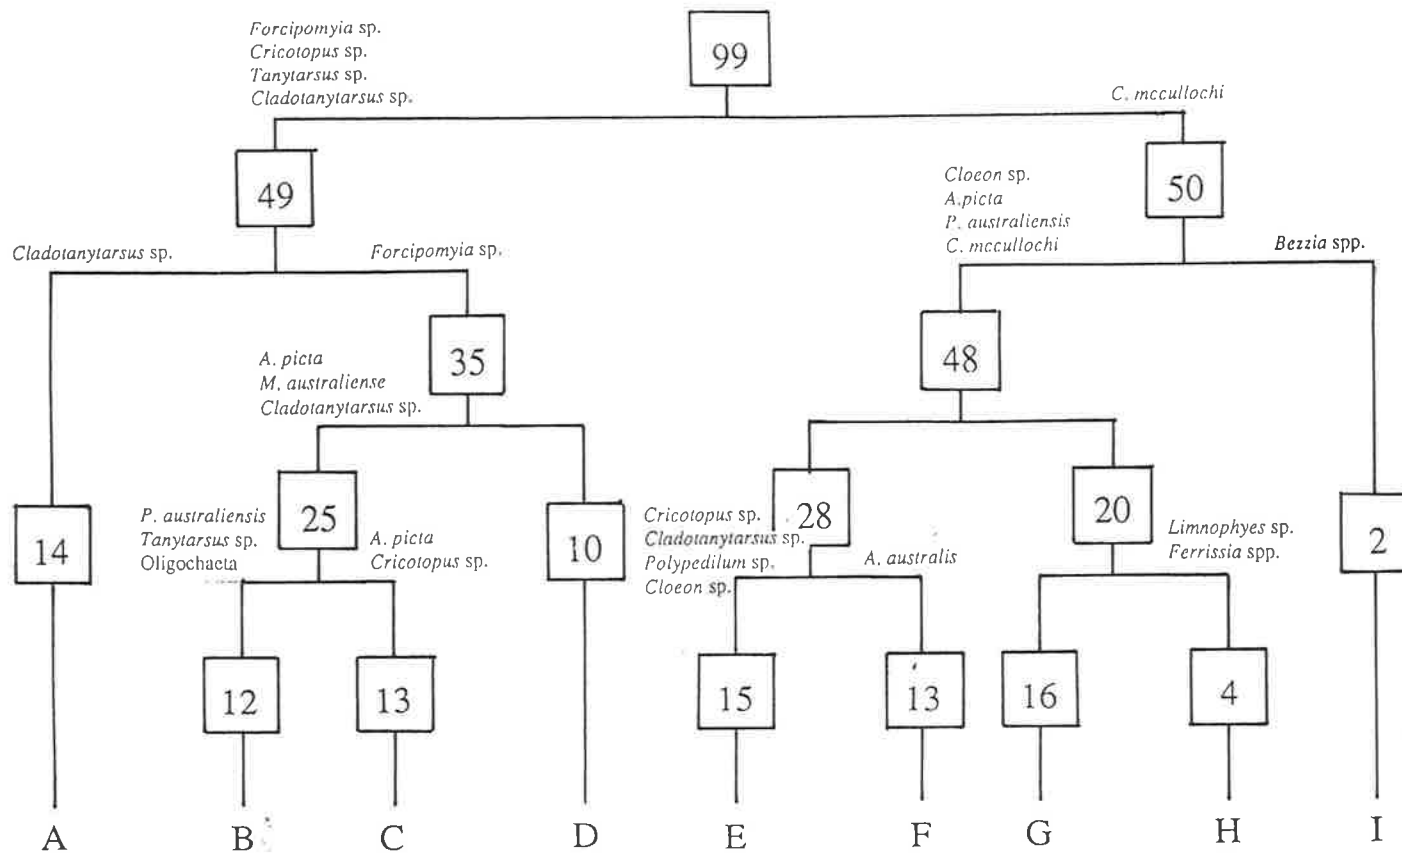 Forcipomyia sp.
Cricotopus sp.
Tanytarsus sp.
Cladotanytarsus sp.
99
C. mccullochi
49
Cloeon sp.
A.picta
P. australiensis
C. mccullochi
50
Cladotanytarsus sp.
Forcipomyia sp.
Bezzia spp.
A. picta
M. australiense
Cladotanytarsus sp.
35
48
14
P. australiensis
Tanytarsus sp.
Oligochaeta
25
A. picta
Cricotopus sp.
10
Cricotopus sp.
Cladotanytarsus sp.
Polypedilum sp.
Cloeon sp.
28
A. australis
20
Limnophyes sp.
Ferrissia spp.
2
12
13
15
13
16
4
A B C D E F G H I